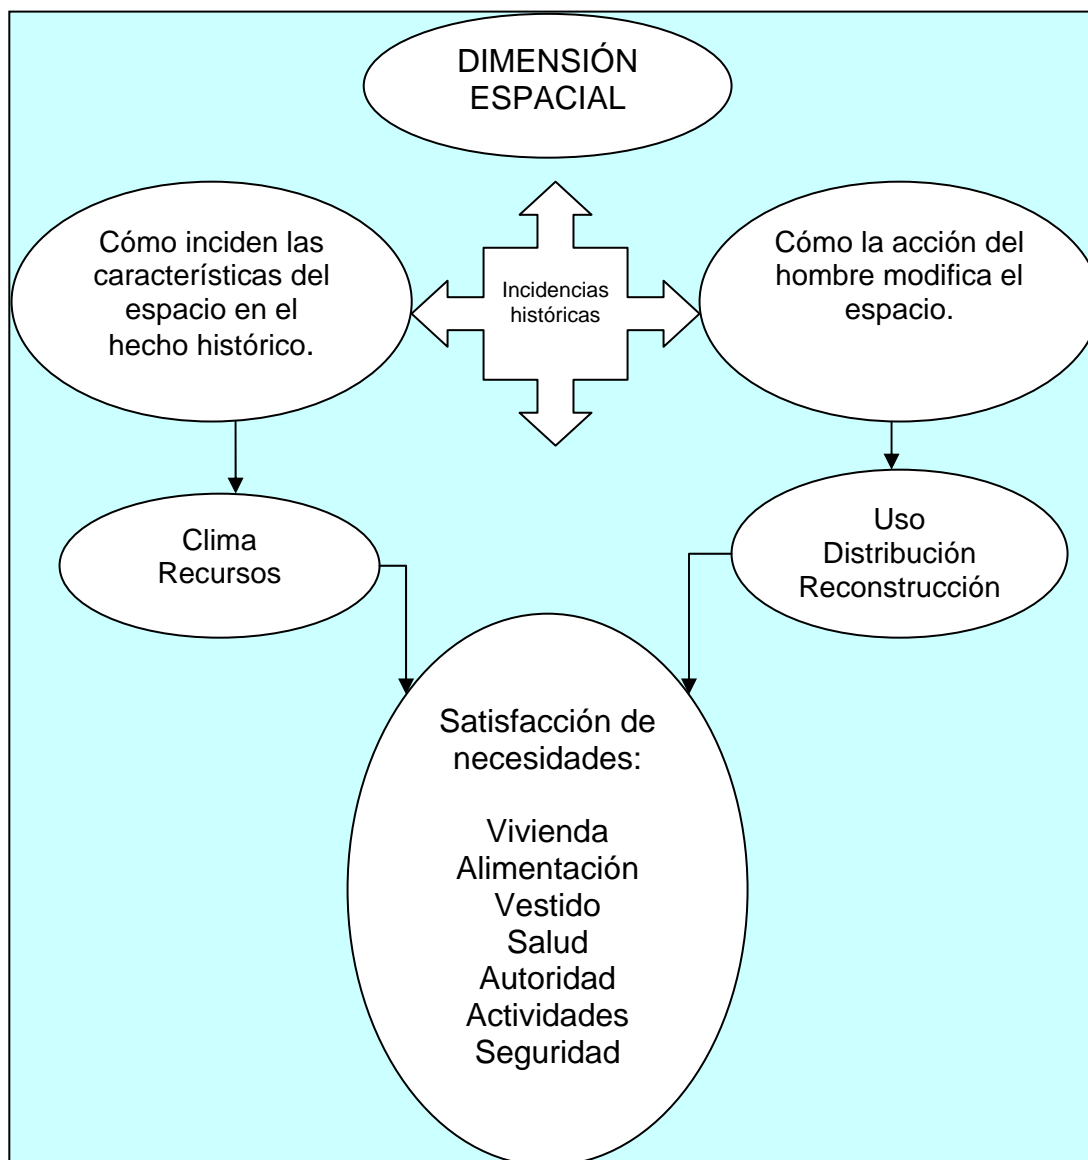 DIMENSIÓN
ESPACIAL
Cómo inciden las
características del
espacio en el
hecho histórico.
Incidencias
históricas
Cómo la acción del
hombre modifica el
espacio.
Clima
Recursos
Uso
Distribución
Reconstrucción
Satisfacción de
necesidades:
Vivienda
Alimentación
Vestido
Salud
Autoridad
Actividades
Seguridad